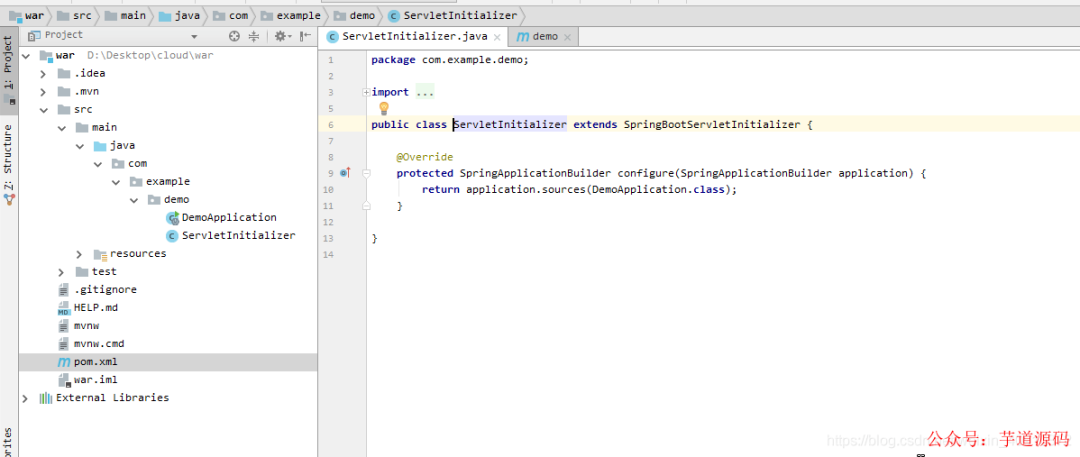 war src main java com example demo ServletInitializer
Project
ServletInitializer.java demo
1: Project
Z: Structure
war D:\Desktop\cloud\war
.idea
.mvn
src
main
java
com
example
demo
DemoApplication
ServletInitializer
resources
test
.gitignore
HELP.md
mvnw
mvnw.cmd
pom.xml
war.iml
External Libraries
1 package com.example.demo;
2
3 import ...
5
6 public class ServletInitializer extends SpringBootServletInitializer {
7
8 @Override
9 protected SpringApplicationBuilder configure(SpringApplicationBuilder application) {
10 return application.sources(DemoApplication.class);
11 }
12
13 }
14
https://blog.csdn
公众号：芋道源码